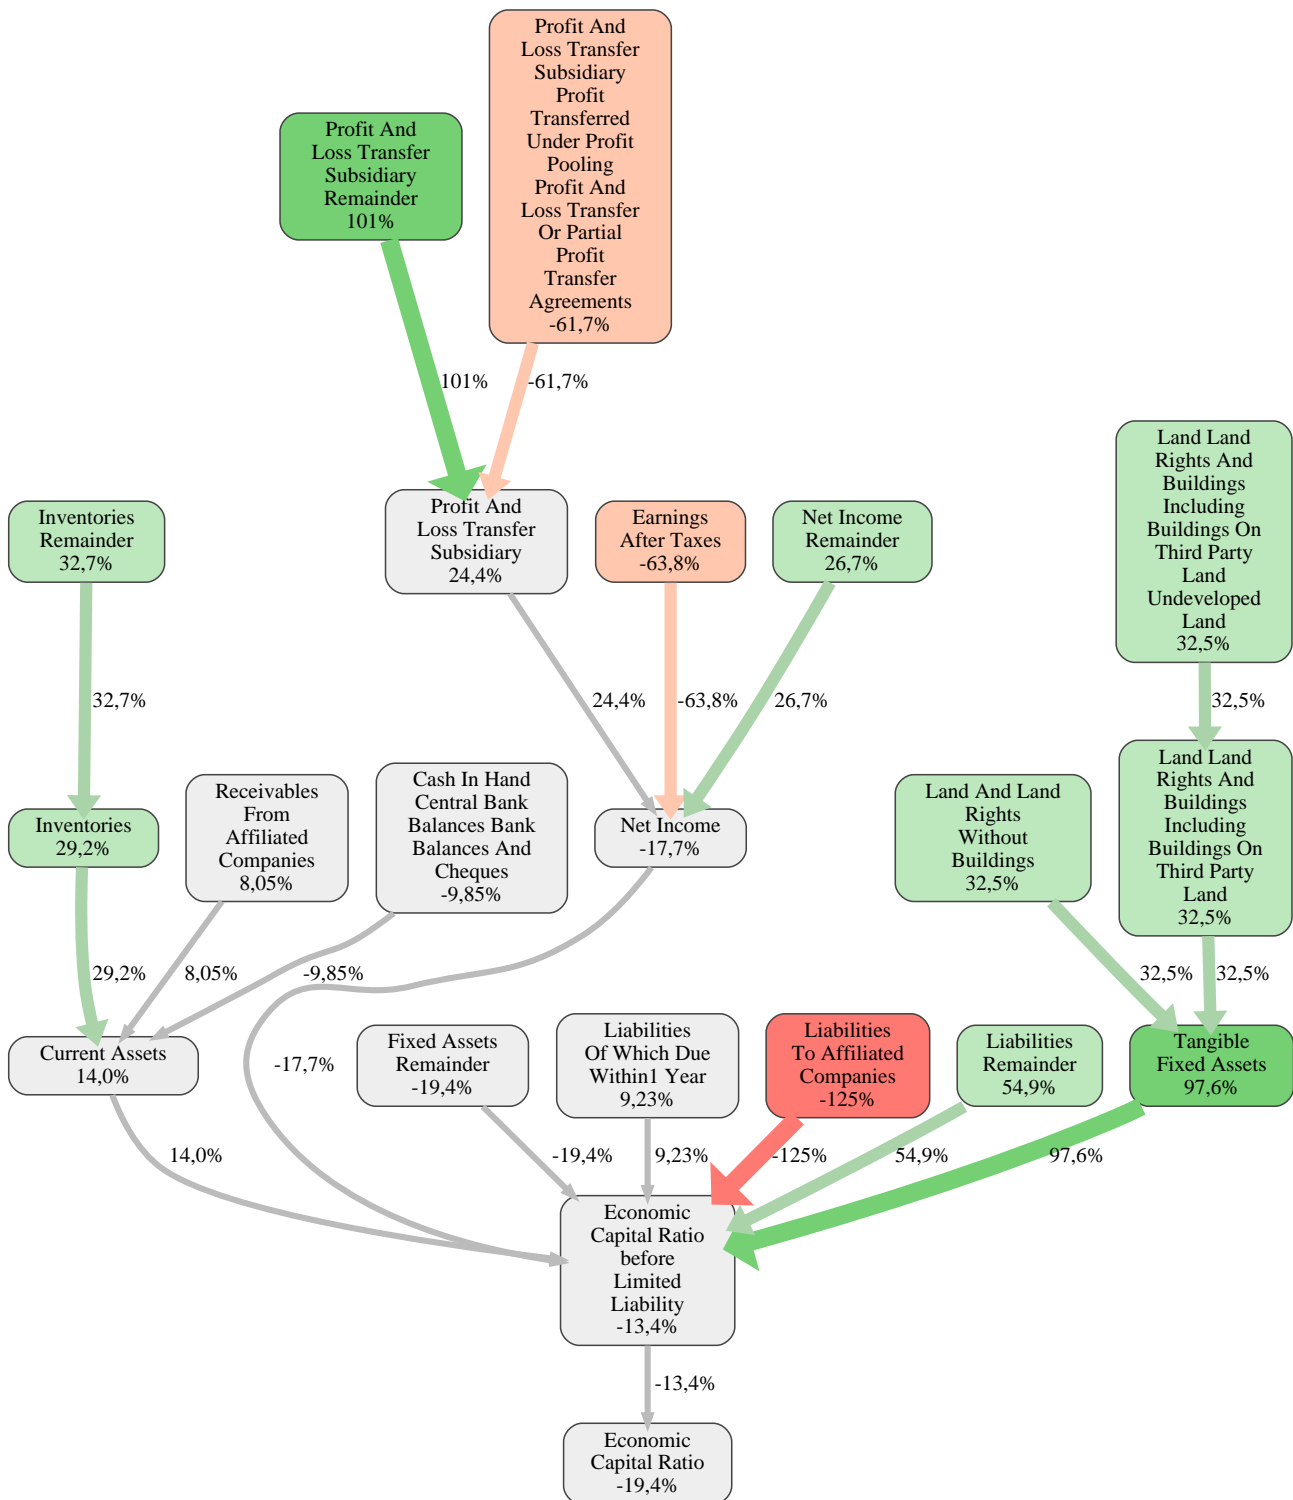 Profit And
Loss Transfer
Subsidiary
Profit
Transferred
Under Profit
Pooling
Profit And
Loss Transfer
Or Partial
Profit
Transfer
Agreements
-61,7%
Profit And
Loss Transfer
Subsidiary
Remainder
101%
101%
-61,7%
Land Land
Rights And
Buildings
Including
Buildings On
Third Party
Land
Undeveloped
Land
32,5%
Inventories
Remainder
32,7%
Profit And
Loss Transfer
Subsidiary
24,4%
Earnings
After Taxes
-63,8%
Net Income
Remainder
26,7%
32,7%
24,4%
-63,8%
26,7%
32,5%
Inventories
29,2%
Receivables
From
Affiliated
Companies
8,05%
Cash In Hand
Central Bank
Balances Bank
Balances And
Cheques
-9,85%
Net Income
-17,7%
Land And Land
Rights
Without
Buildings
32,5%
Land Land
Rights And
Buildings
Including
Buildings On
Third Party
Land
32,5%
29,2%
8,05%
-9,85%
32,5%
32,5%
Current Assets
14,0%
-17,7%
Fixed Assets
Remainder
-19,4%
Liabilities
Of Which Due
Within1 Year
9,23%
Liabilities
To Affiliated
Companies
-125%
Liabilities
Remainder
54,9%
Tangible
Fixed Assets
97,6%
14,0%
-19,4%
9,23%
-125%
54,9%
97,6%
Economic
Capital Ratio
before
Limited
Liability
-13,4%
-13,4%
Economic
Capital Ratio
-19,4%